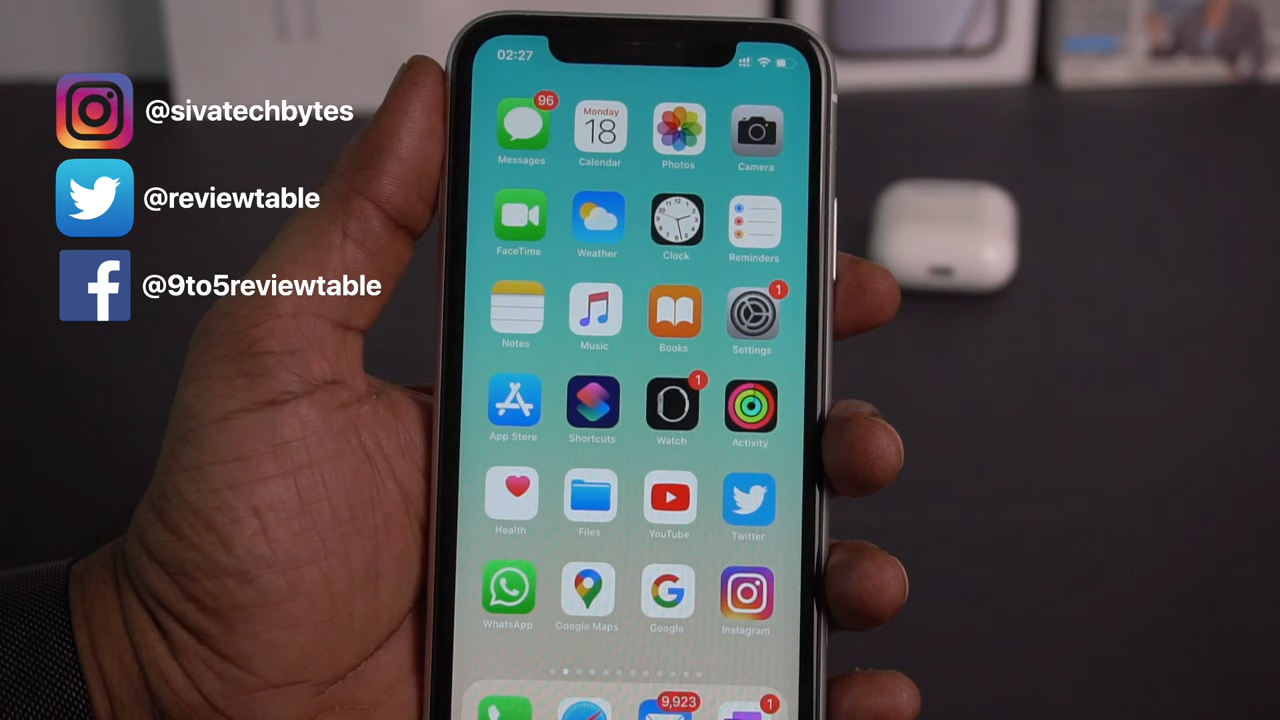 @sivatechbytes
@reviewtable
@9to5reviewtable
02:27
96
Monday
18
Messages
Calendar
Photos
Camera
FaceTime
Weather
Clock
Reminders
1
Notes
Music
Books
Settings
1
App Store
Shortcuts
Watch
Activity
Health
Files
YouTube
Twitter
WhatsApp
Google Maps
Google
Instagram
9,923
1